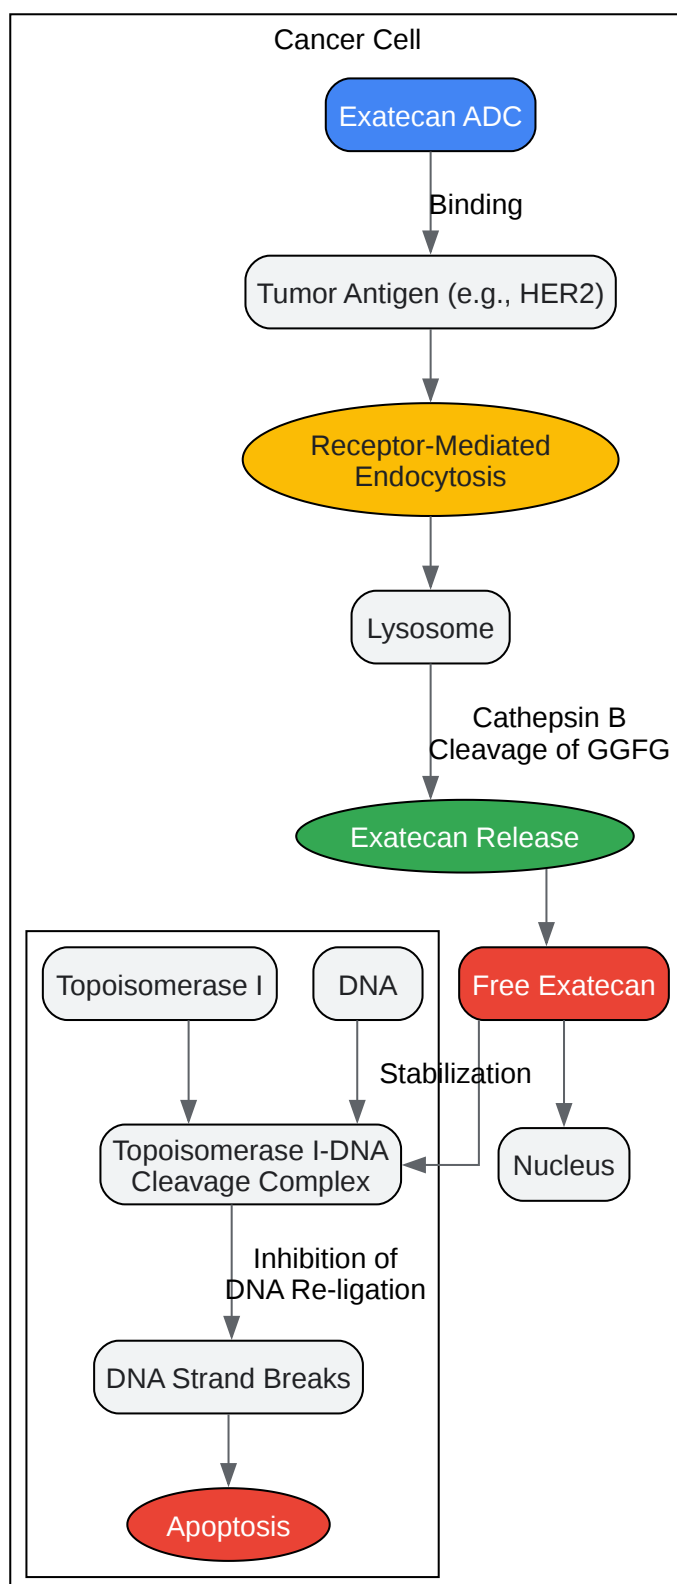 Cancer Cell
Exatecan ADC
Binding
Tumor Antigen (e.g., HER2)
Receptor-Mediated
Endocytosis
Lysosome
Cathepsin B
Cleavage of GGFG
Exatecan Release
Topoisomerase I
DNA
Free Exatecan
Stabilization
Topoisomerase I-DNA
Cleavage Complex
Nucleus
Inhibition of
DNA Re-ligation
DNA Strand Breaks
Apoptosis